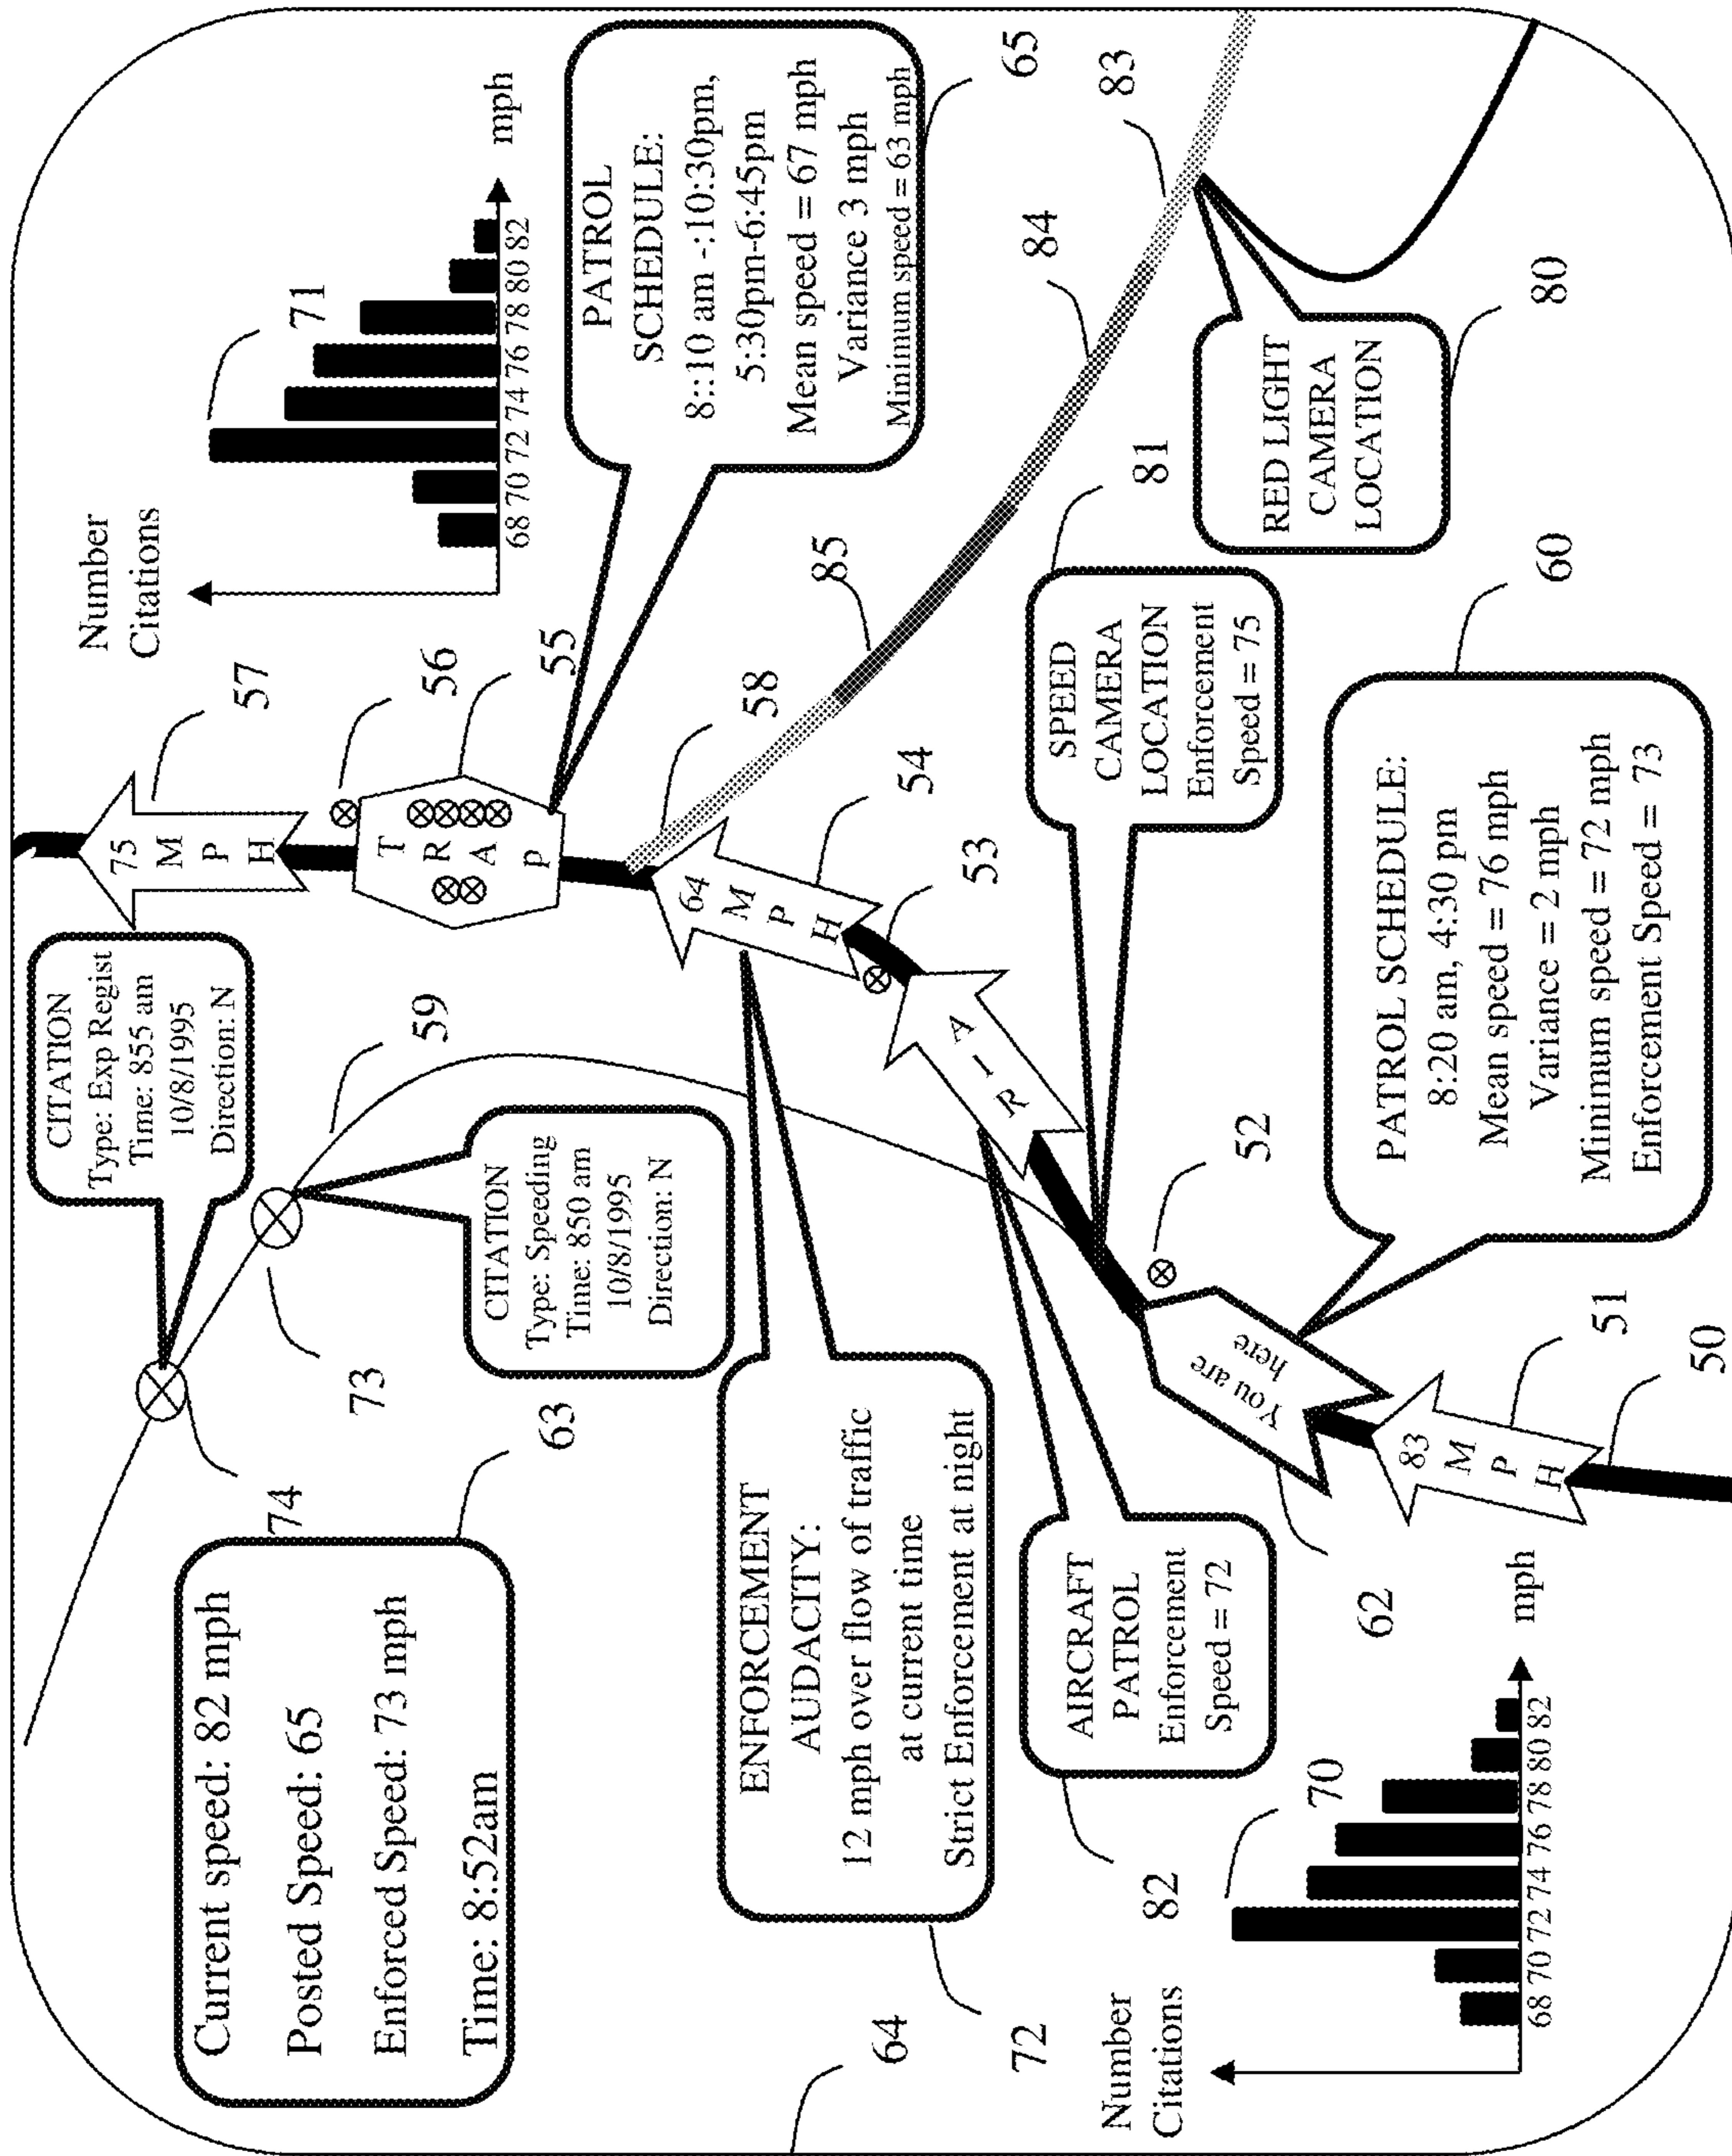 Current speed: 82 mph
Posted Speed: 65
Enforced Speed: 73 mph
Time: 8:52am
63
74
CITATION
Type: Exp Regist
Time: 855 am
10/8/1995
Direction: N
73
CITATION
Type: Speeding
Time: 850 am
10/8/1995
Direction: N
59
75
M
P
H
57
Number
Citations
71
68 70 72 74 76 78 80 82
mph
56
T
R
A
P
55
PATROL
SCHEDULE:
8::10 am -:10:30pm,
5:30pm-6:45pm
Mean speed = 67 mph
Variance 3 mph
Minimum speed = 63 mph
65
64
72
ENFORCEMENT
AUDACITY:
12 mph over flow of traffic
at current time
Strict Enforcement at night
64
M
P
H
58
54
53
85
84
83
A
I
R
AIRCRAFT
PATROL
Enforcement
Speed = 72
82
SPEED
CAMERA
LOCATION
Enforcement
Speed = 75
81
RED LIGHT
CAMERA
LOCATION
80
Number
Citations
70
68 70 72 74 76 78 80 82
mph
62
You are
here
52
83
M
P
H
51
50
PATROL SCHEDULE:
8:20 am, 4:30 pm
Mean speed = 76 mph
Variance = 2 mph
Minimum speed = 72 mph
Enforcement Speed = 73
60